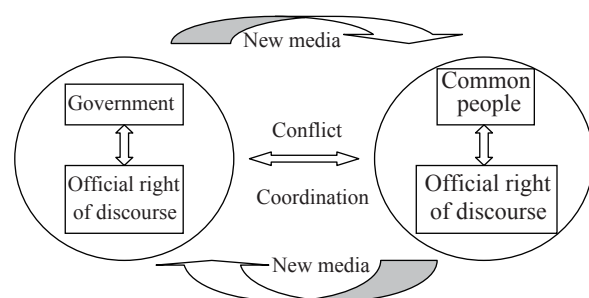 New media
Government
Official right
of discourse
Conflict
Coordination
Common
people
Official right
of discourse
New media